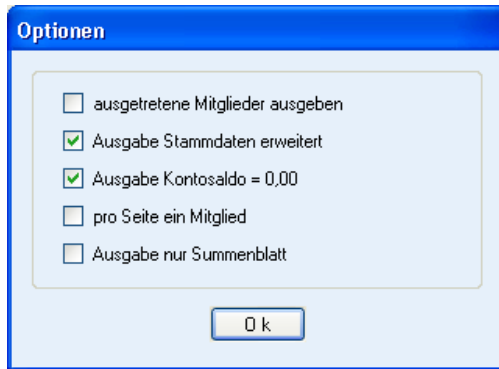 Optionen
ausgetretene Mitglieder ausgeben
Ausgabe Stammdaten erweitert
Ausgabe Kontosaldo = 0,00
pro Seite ein Mitglied
Ausgabe nur Summenblatt
Ok